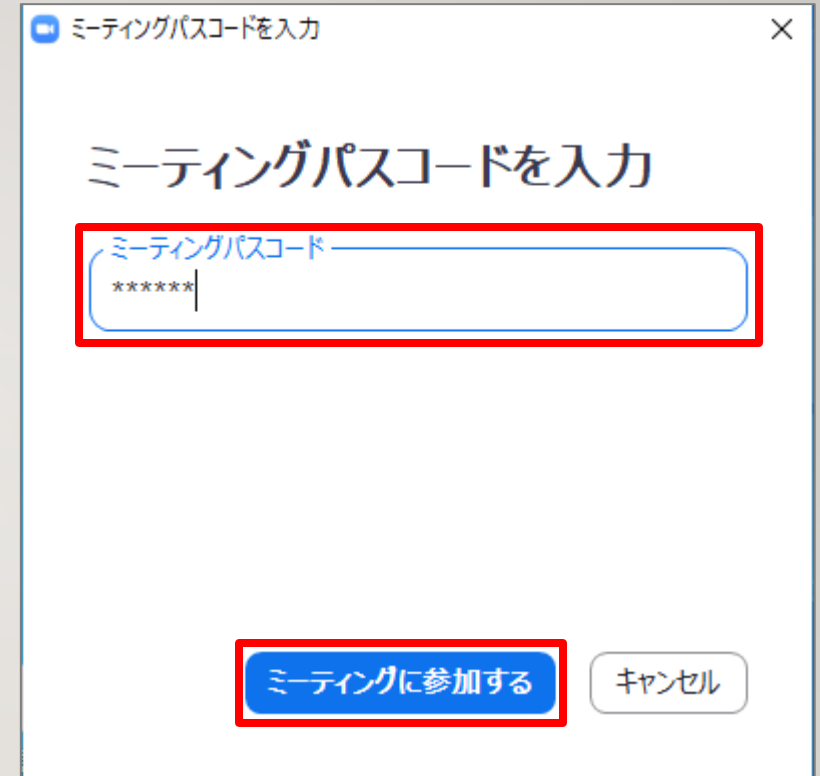 ミーティングパスコードを入力
ミーティングパスコードを入力
ミーティングパスコード
******
ミーティングに参加する
キャンセル